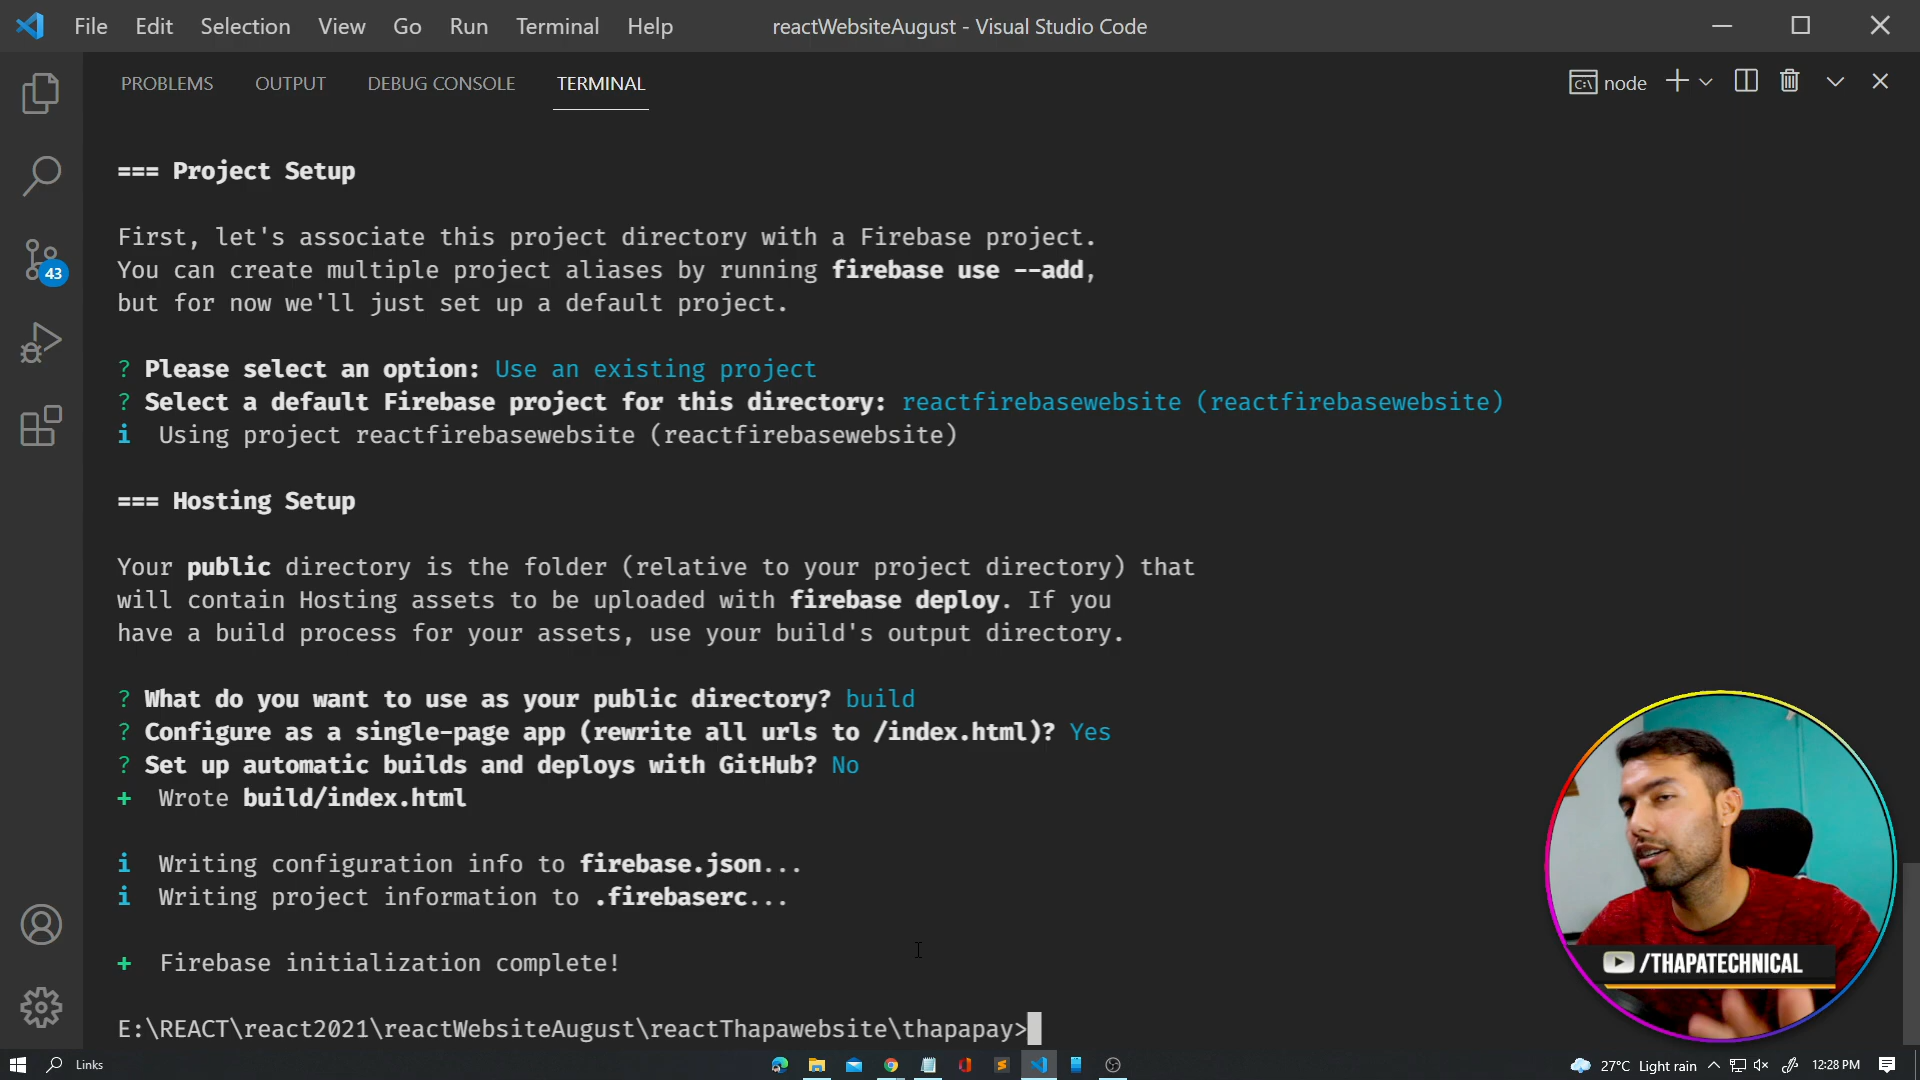 File Edit Selection View Go Run Terminal Help reactWebsiteAugust - Visual Studio Code
PROBLEMS OUTPUT DEBUG CONSOLE TERMINAL node
=== Project Setup
First, let's associate this project directory with a Firebase project.
You can create multiple project aliases by running firebase use --add,
but for now we'll just set up a default project.
? Please select an option: Use an existing project
? Select a default Firebase project for this directory: reactfirebasewebsite (reactfirebasewebsite)
i Using project reactfirebasewebsite (reactfirebasewebsite)
=== Hosting Setup
Your public directory is the folder (relative to your project directory) that
will contain Hosting assets to be uploaded with firebase deploy. If you
have a build process for your assets, use your build's output directory.
? What do you want to use as your public directory? build
? Configure as a single-page app (rewrite all urls to /index.html)? Yes
? Set up automatic builds and deploys with GitHub? No
+ Wrote build/index.html
i Writing configuration info to firebase.json...
i Writing project information to .firebaserc...
+ Firebase initialization complete!
E:\REACT\react2021\reactWebsiteAugust\reactThapawebsite\thapapay>
43
/THAPATECHNICAL
Links 27°C Light rain 12:28 PM